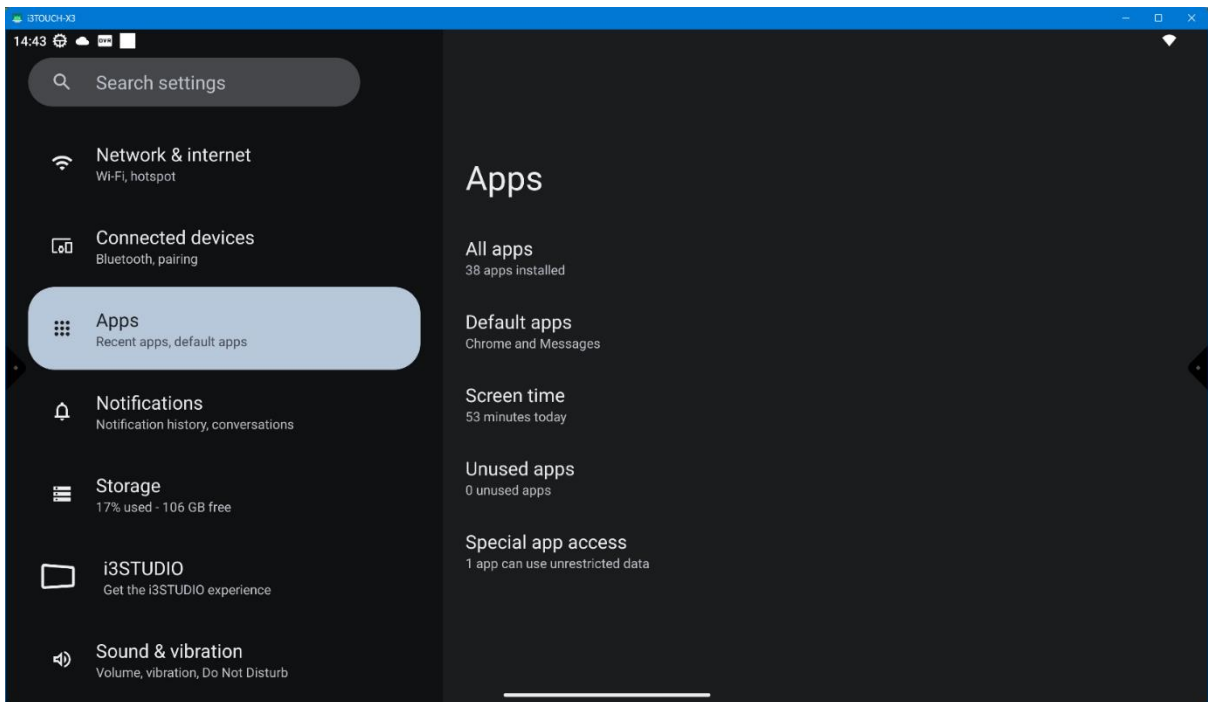 i3TOUCH-X3
14:43
DVR
Search settings
Network & internet
Wi-Fi, hotspot
Connected devices
Bluetooth, pairing
Apps
Recent apps, default apps
Notifications
Notification history, conversations
Storage
17% used - 106 GB free
i3STUDIO
Get the i3STUDIO experience
Sound & vibration
Volume, vibration, Do Not Disturb
Apps
All apps
38 apps installed
Default apps
Chrome and Messages
Screen time
53 minutes today
Unused apps
0 unused apps
Special app access
1 app can use unrestricted data